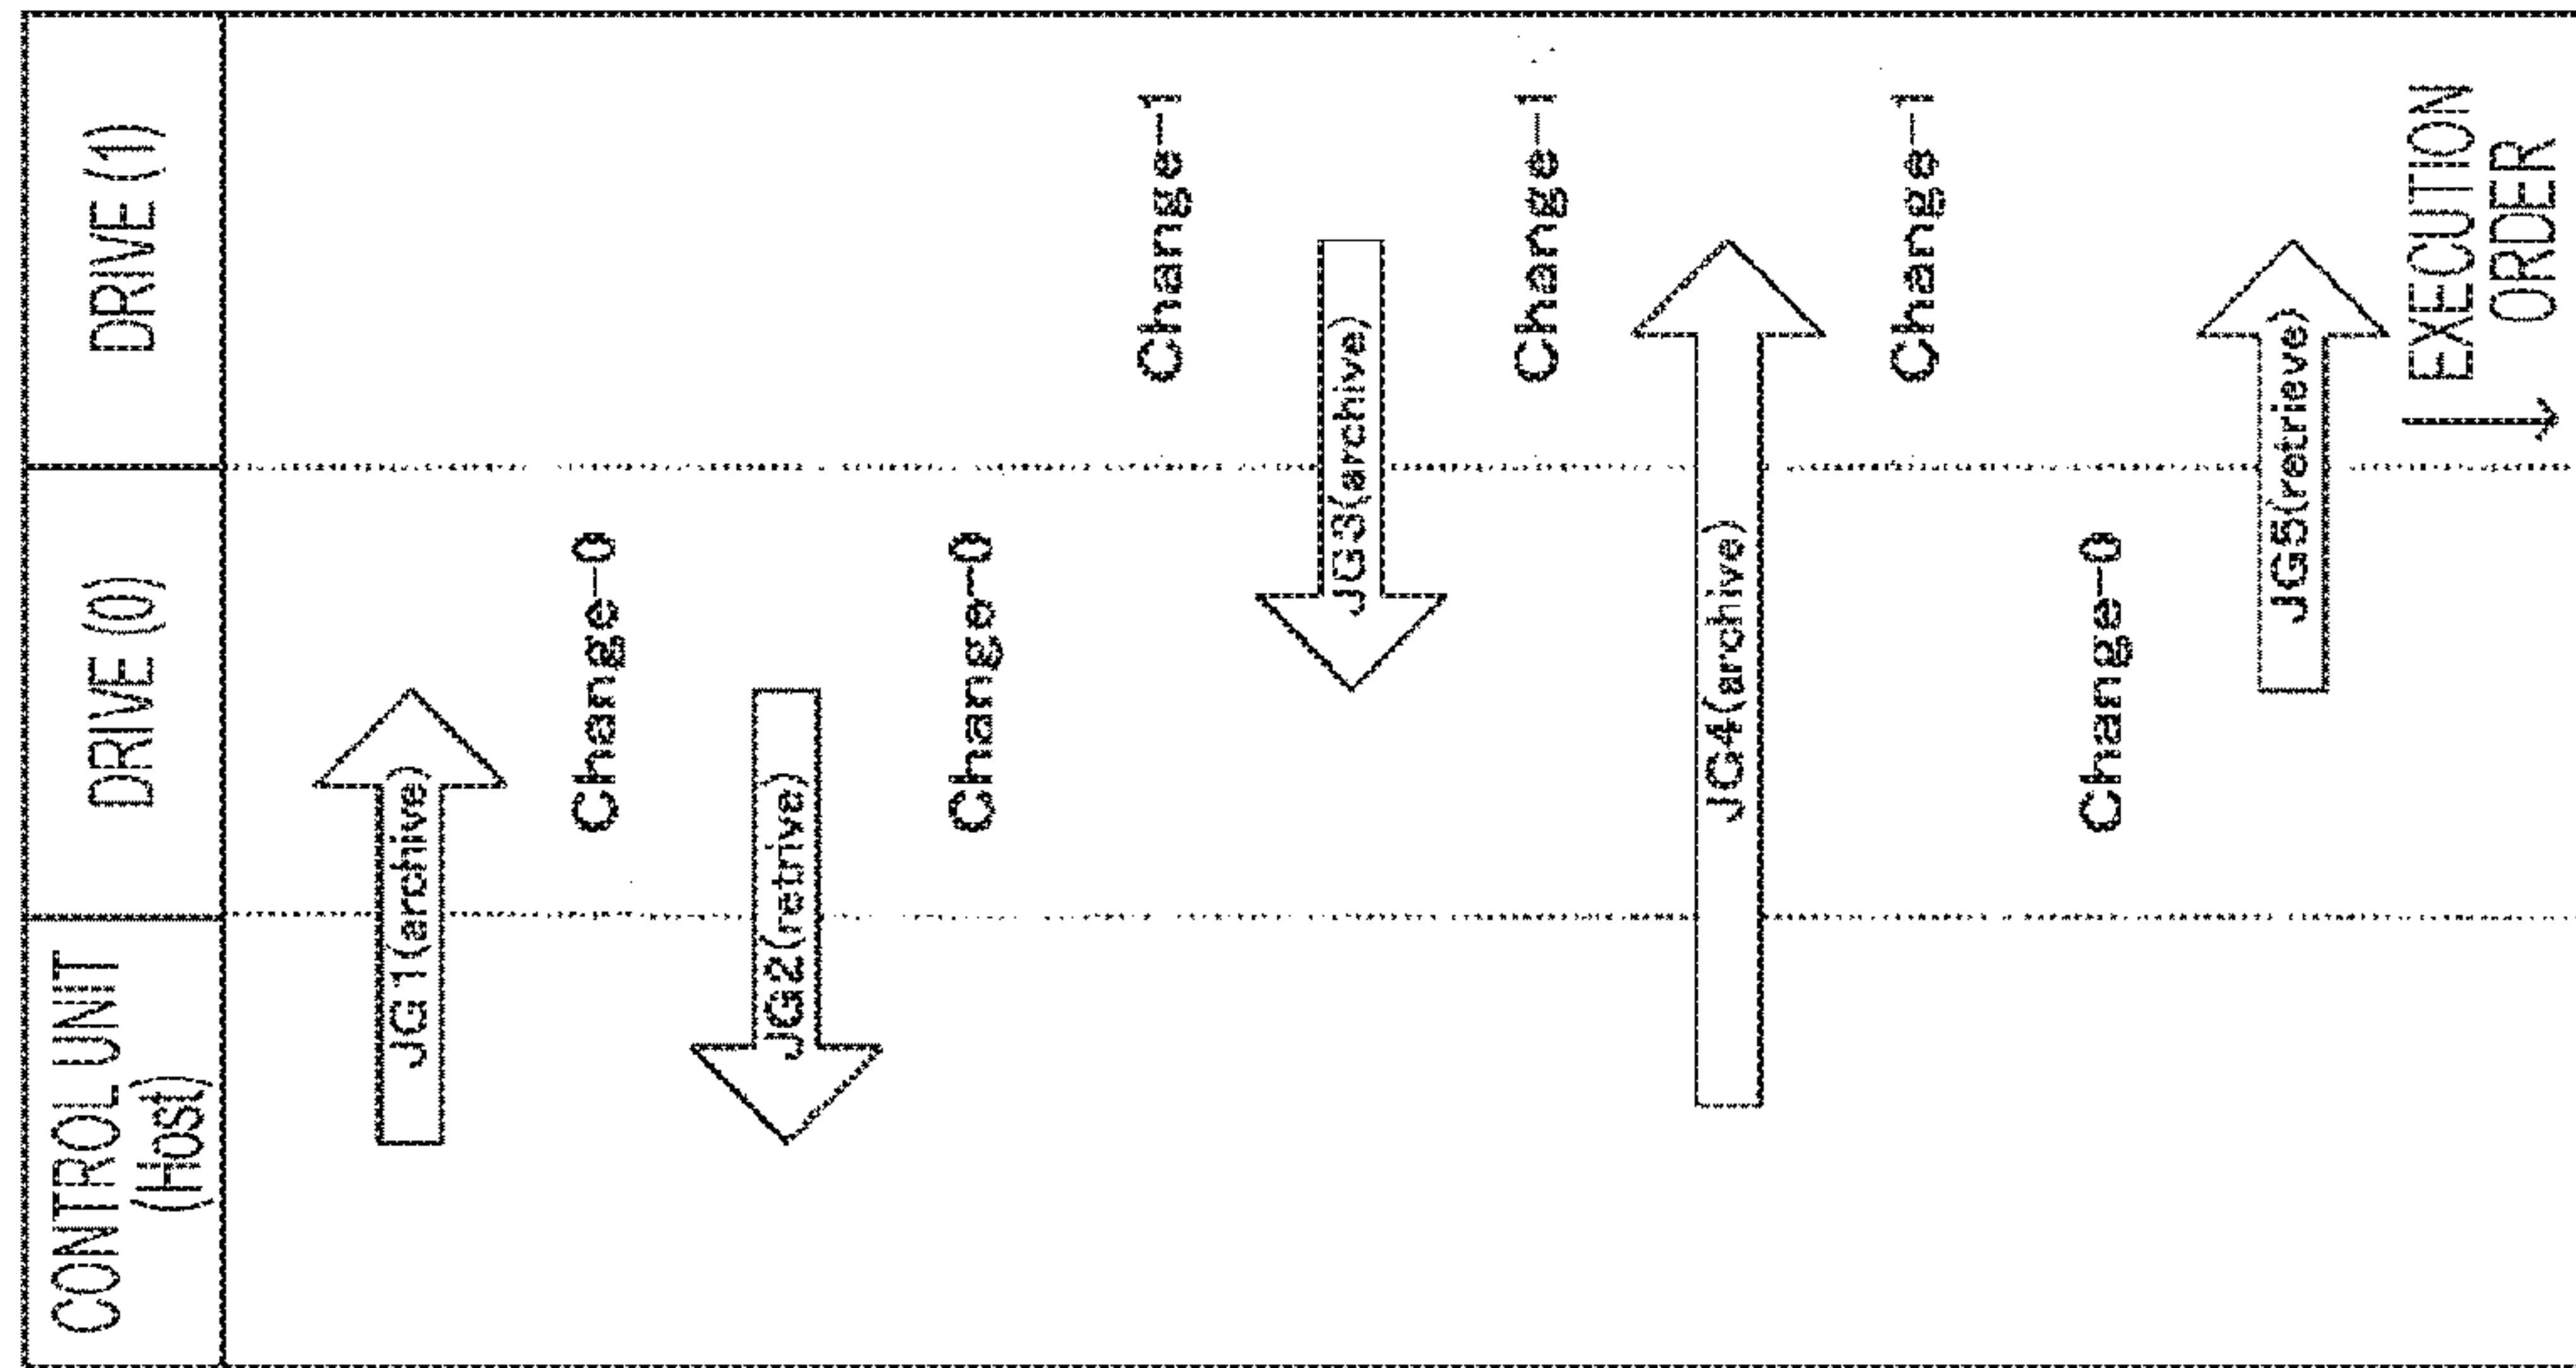 CONTROL UNIT
(Host)
DRIVE (0)
DRIVE (1)
JG1(archive)
Change-0
JG2(retrive)
Change-0
Change-1
JG3(archive)
Change-1
JG4(archive)
Change-1
Change-0
JG5(retrieve)
EXECUTION
ORDER